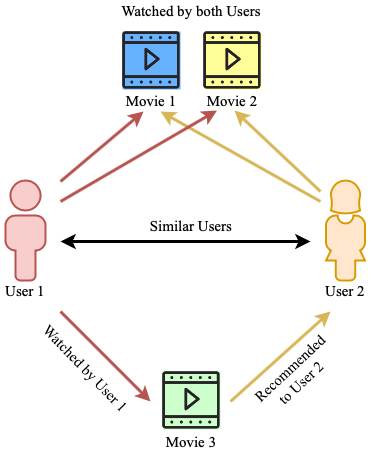 Watched by both Users
Movie 1
Movie 2
Similar Users
User 1
User 2
Watched by User 1
Recommended
to User 2
Movie 3